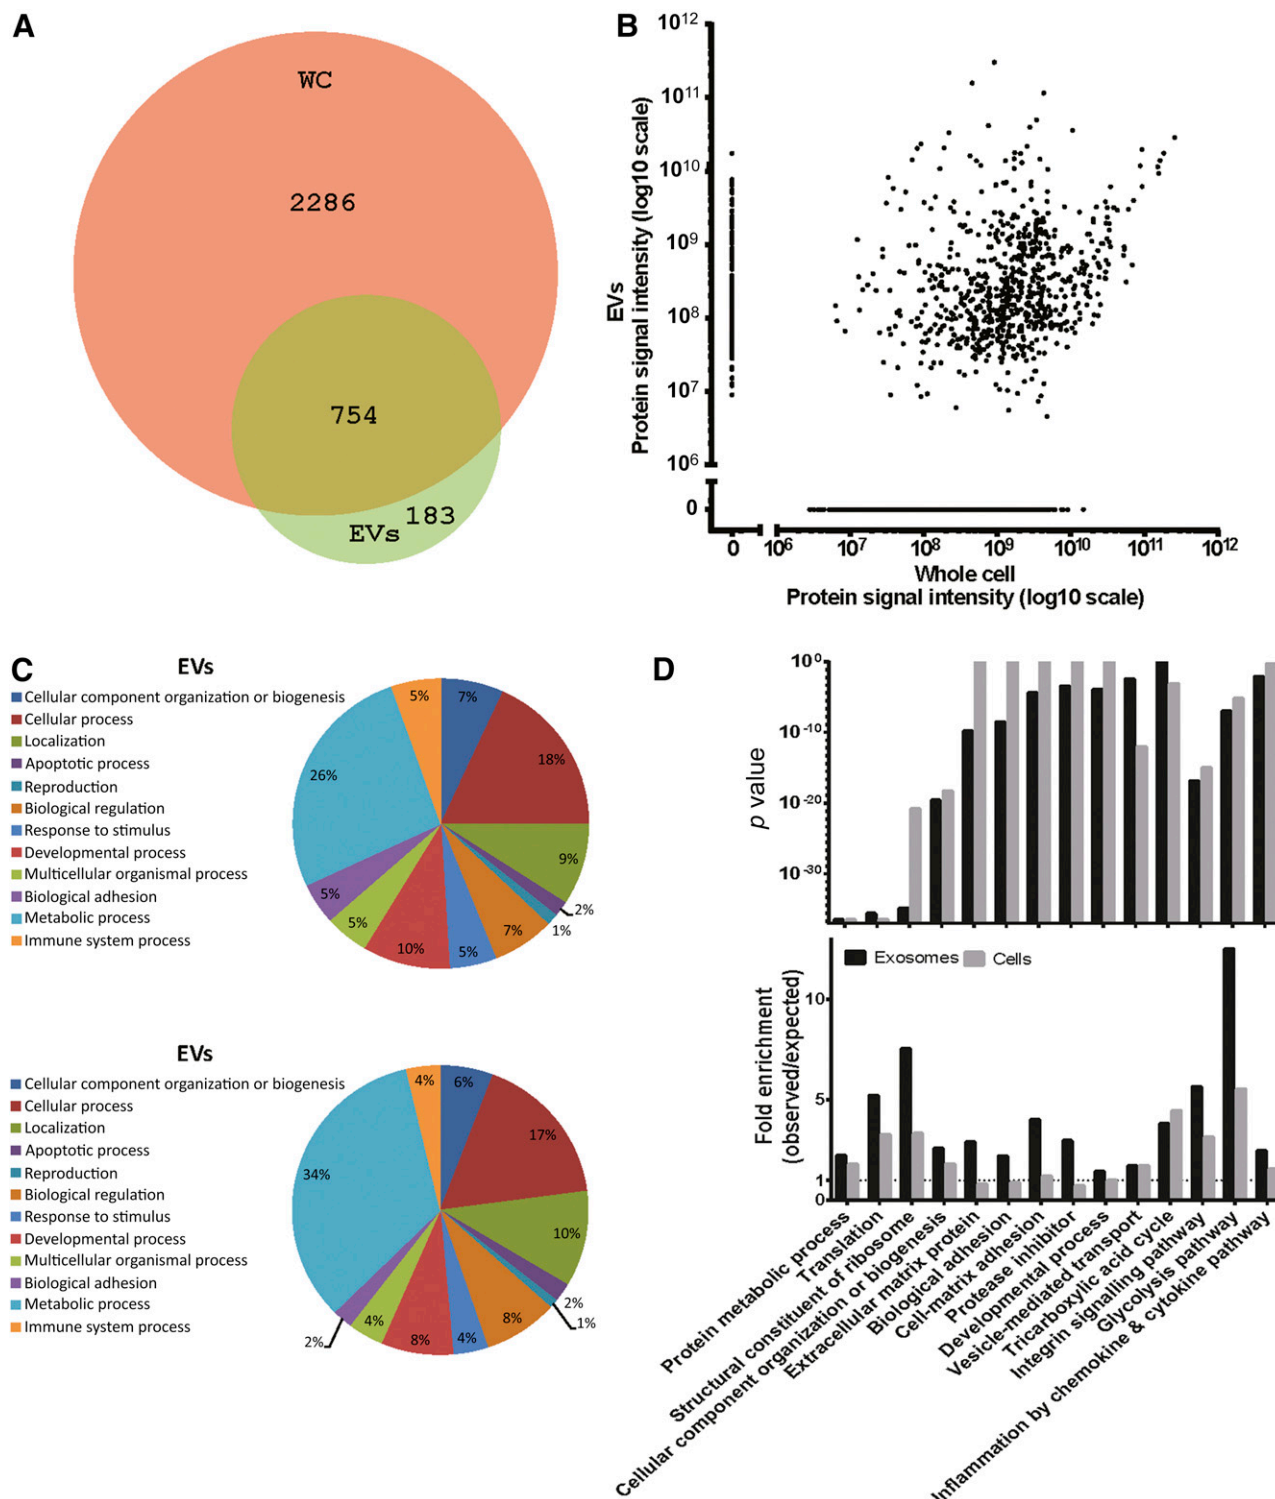 A
WC
2286
754
183
EVs
B
EVs
Protein signal intensity (log10 scale)
10^12
10^11
10^10
10^9
10^8
10^7
10^6
0
0
10^6
10^7
10^8
10^9
10^10
10^11
10^12
Whole cell
Protein signal intensity (log10 scale)
C
EVs
Cellular component organization or biogenesis
Cellular process
Localization
Apoptotic process
Reproduction
Biological regulation
Response to stimulus
Developmental process
Multicellular organismal process
Biological adhesion
Metabolic process
Immune system process
5%
7%
18%
26%
9%
5%
2%
1%
5%
7%
10%
5%
EVs
Cellular component organization or biogenesis
Cellular process
Localization
Apoptotic process
Reproduction
Biological regulation
Response to stimulus
Developmental process
Multicellular organismal process
Biological adhesion
Metabolic process
Immune system process
4%
6%
17%
34%
10%
2%
1%
8%
4%
8%
4%
2%
D
p value
10^0
10^-10
10^-20
10^-30
Exosomes
Cells
Fold enrichment
(observed/expected)
10
5
1
0
Protein metabolic process
Translation
Structural constituent of ribosome
Cellular component organization or biogenesis
Extracellular matrix protein
Biological adhesion
Cell-matrix adhesion
Protease inhibitor
Developmental process
Vesicle-mediated transport
Tricarboxylic acid cycle
Integrin signalling pathway
Glycolysis pathway
Inflammation by chemokine & cytokine pathway